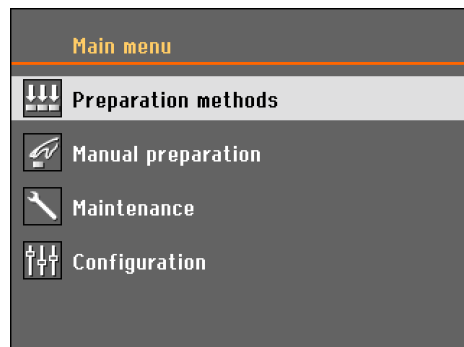 Main menu
Preparation methods
Manual preparation
Maintenance
Configuration